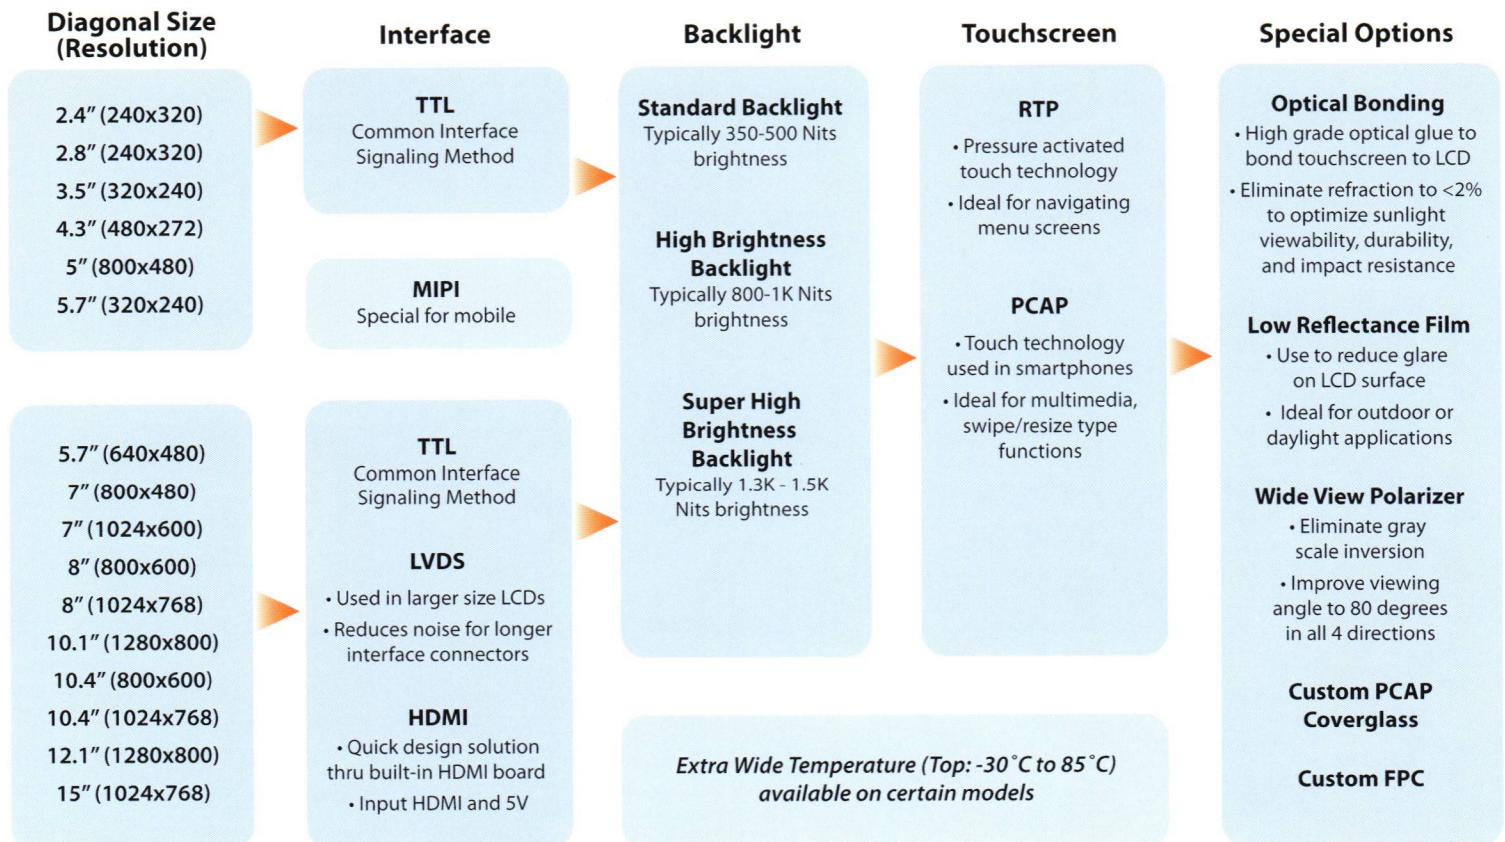 Diagonal Size
(Resolution)
2.4” (240x320)
2.8” (240x320)
3.5” (320x240)
4.3” (480x272)
5” (800x480)
5.7” (320x240)
5.7” (640x480)
7” (800x480)
7” (1024x600)
8” (800x600)
8” (1024x768)
10.1” (1280x800)
10.4” (800x600)
10.4” (1024x768)
12.1” (1280x800)
15” (1024x768)
Interface
TTL
Common Interface
Signaling Method
MIPI
Special for mobile
TTL
Common Interface
Signaling Method
LVDS
• Used in larger size LCDs
• Reduces noise for longer
interface connectors
HDMI
• Quick design solution
thru built-in HDMI board
• Input HDMI and 5V
Backlight
Standard Backlight
Typically 350-500 Nits
brightness
High Brightness
Backlight
Typically 800-1K Nits
brightness
Super High
Brightness
Backlight
Typically 1.3K - 1.5K
Nits brightness
Touchscreen
RTP
• Pressure activated
touch technology
• Ideal for navigating
menu screens
PCAP
• Touch technology
used in smartphones
• Ideal for multimedia,
swipe/resize type
functions
Extra Wide Temperature (Top: -30˚C to 85˚C)
available on certain models
Special Options
Optical Bonding
• High grade optical glue to
bond touchscreen to LCD
• Eliminate refraction to <2%
to optimize sunlight
viewability, durability,
and impact resistance
Low Reflectance Film
• Use to reduce glare
on LCD surface
• Ideal for outdoor or
daylight applications
Wide View Polarizer
• Eliminate gray
scale inversion
• Improve viewing
angle to 80 degrees
in all 4 directions
Custom PCAP
Coverglass
Custom FPC